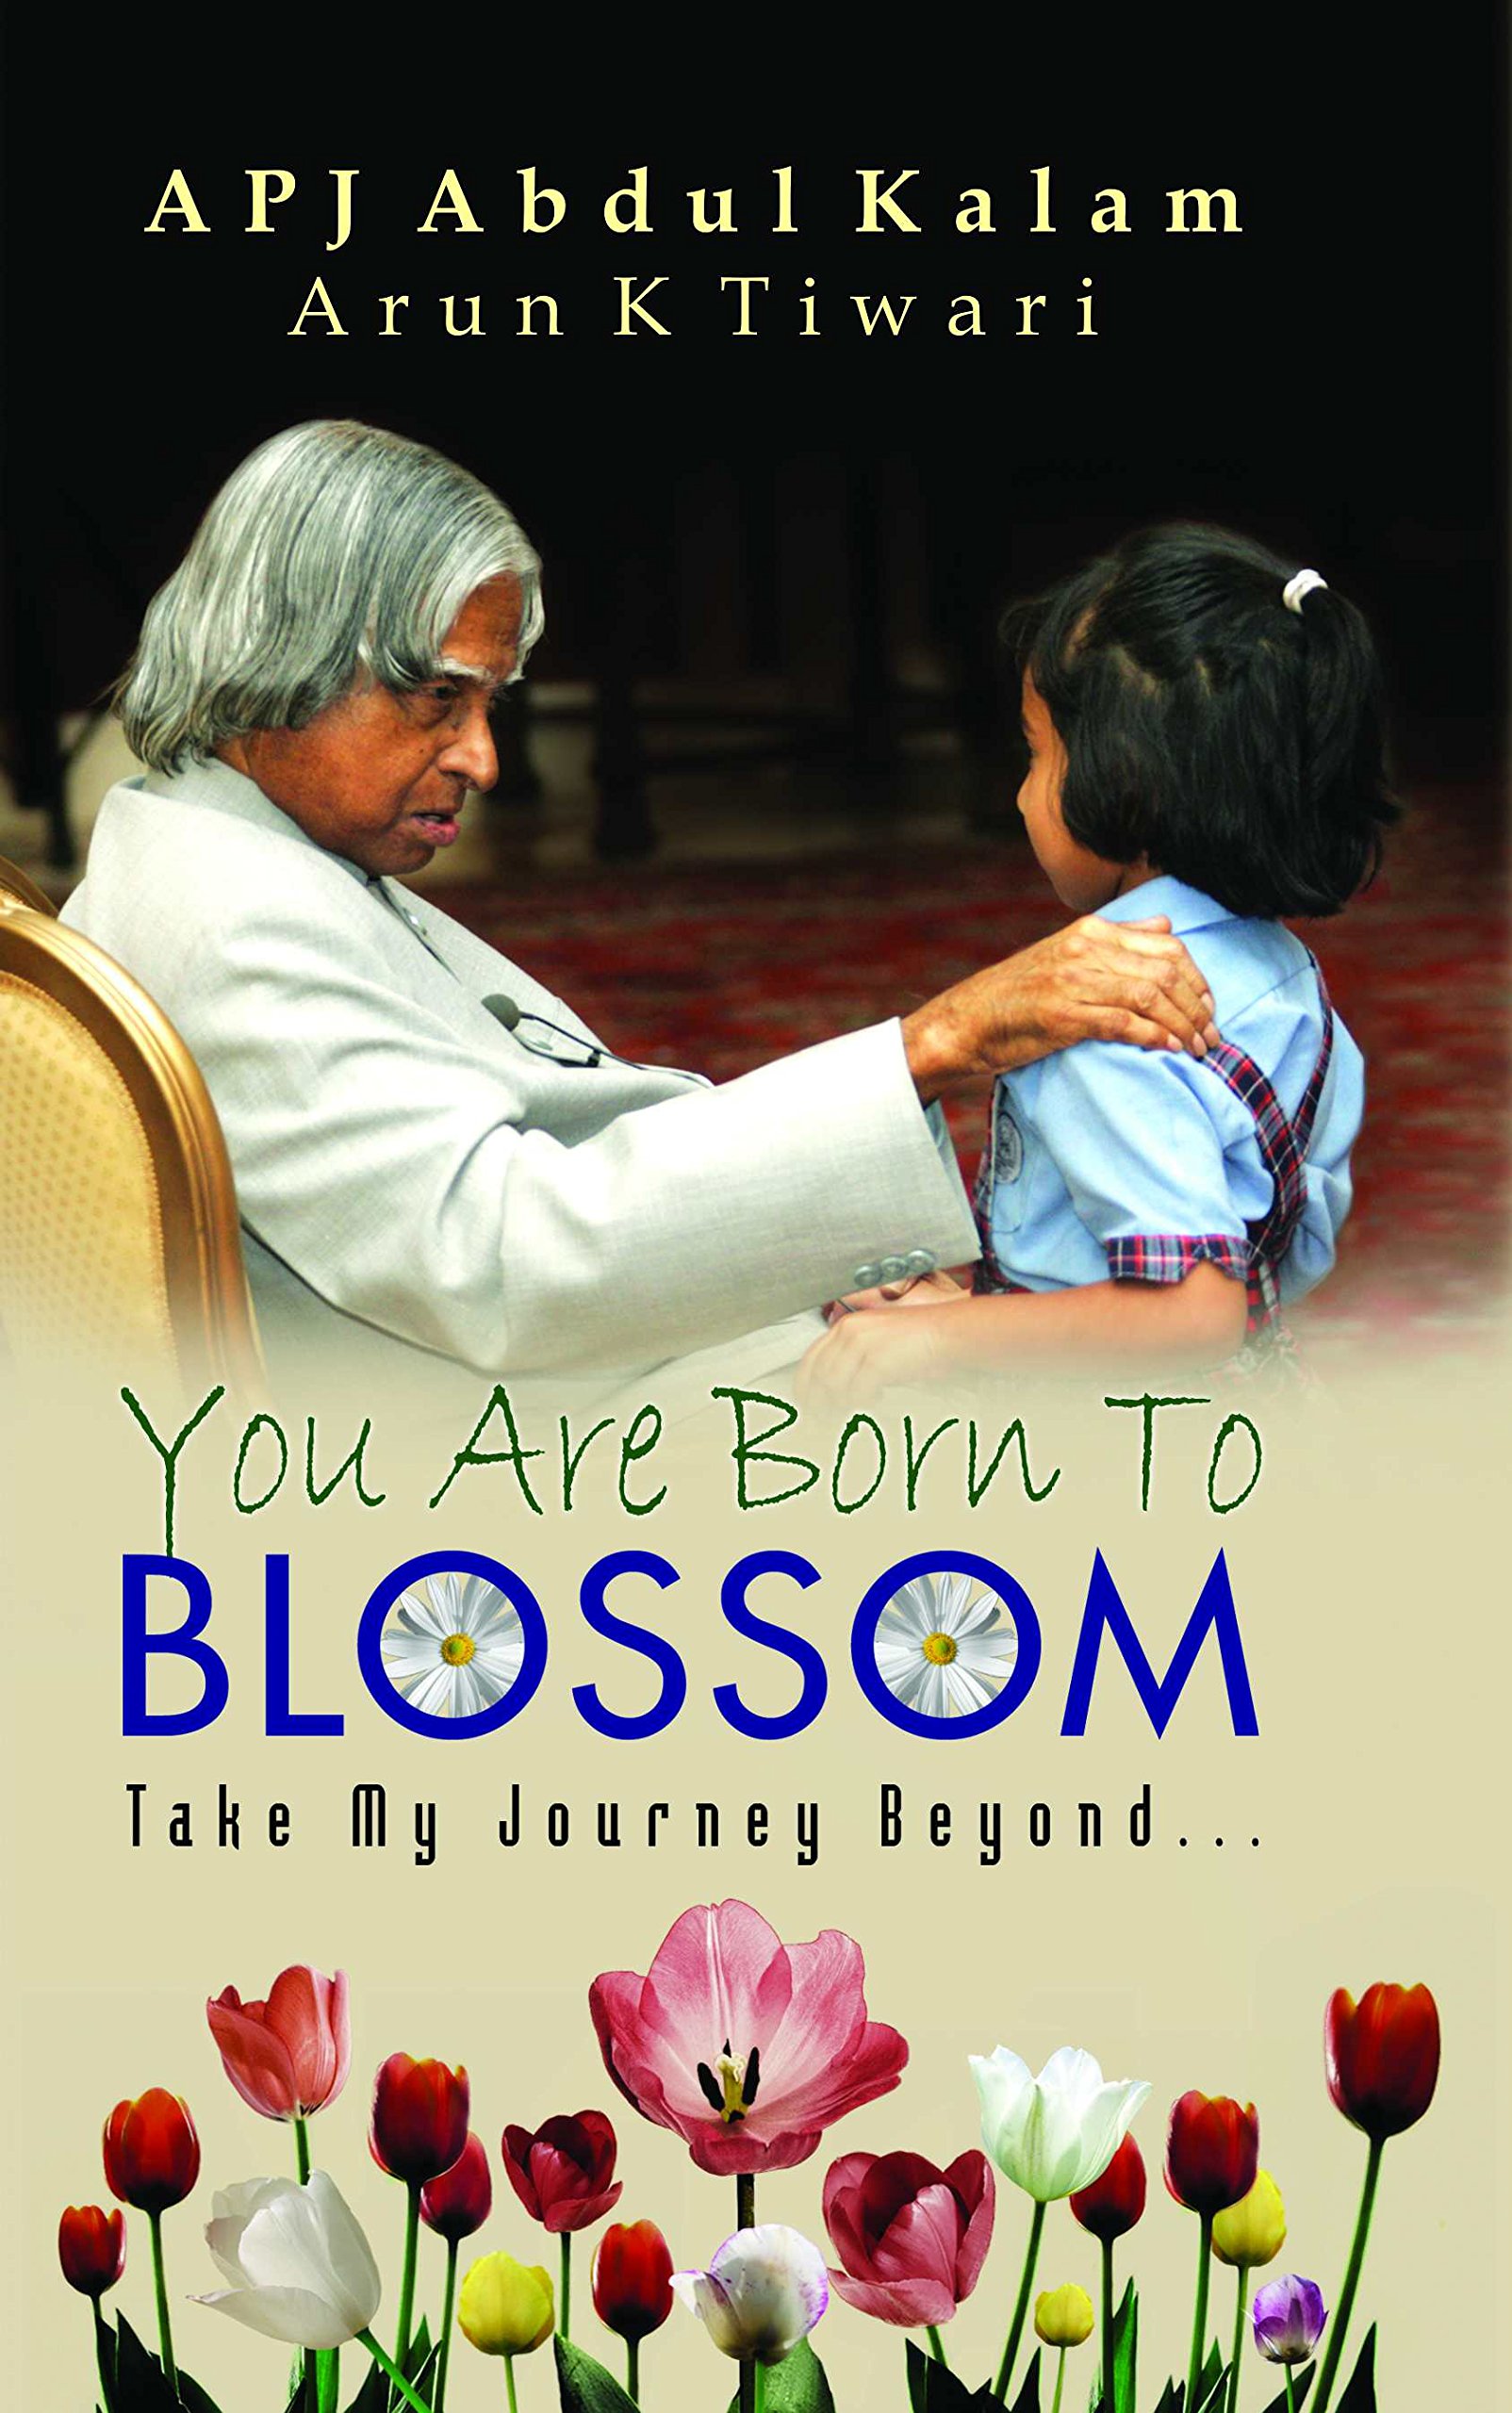 APJ Abdul Kalam
Arun K Tiwari
You Are Born To
BLOSSOM
Take My Journey Beyond...